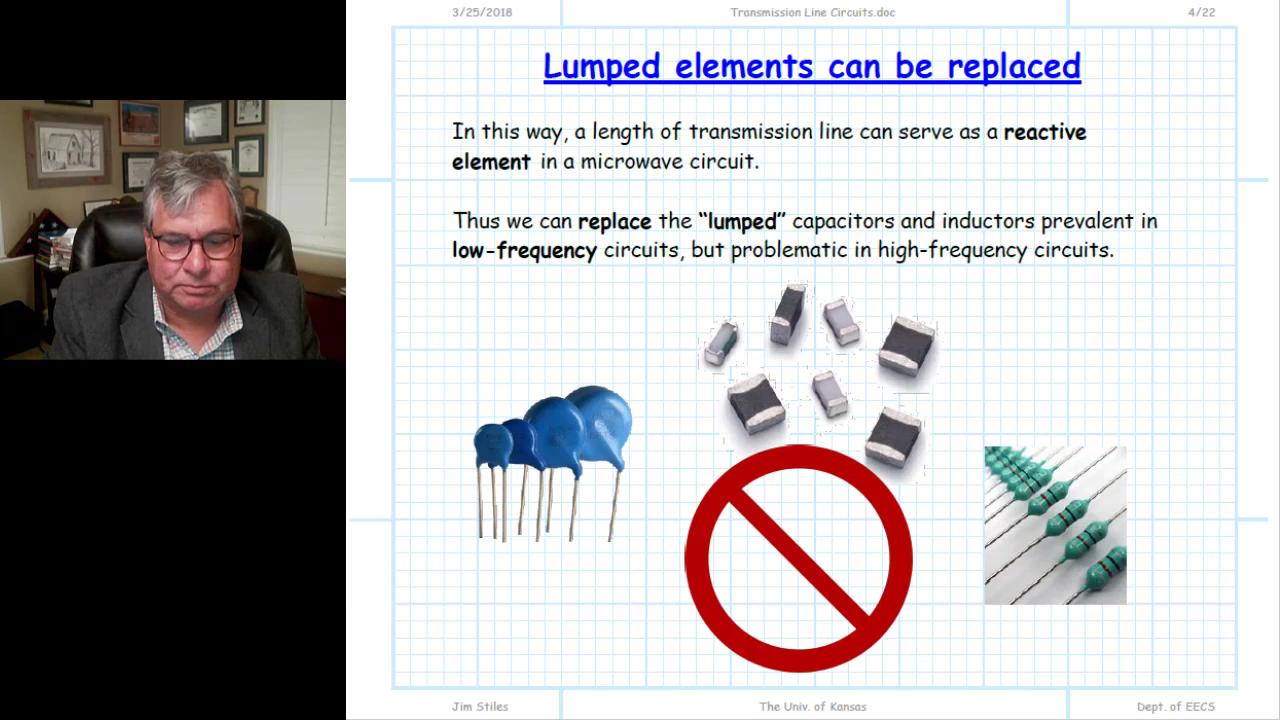 3/25/2018 Transmission Line Circuits.doc 4/22
Lumped elements can be replaced
In this way, a length of transmission line can serve as a reactive
element in a microwave circuit.
Thus we can replace the “lumped” capacitors and inductors prevalent in
low-frequency circuits, but problematic in high-frequency circuits.
Jim Stiles The Univ. of Kansas Dept. of EECS